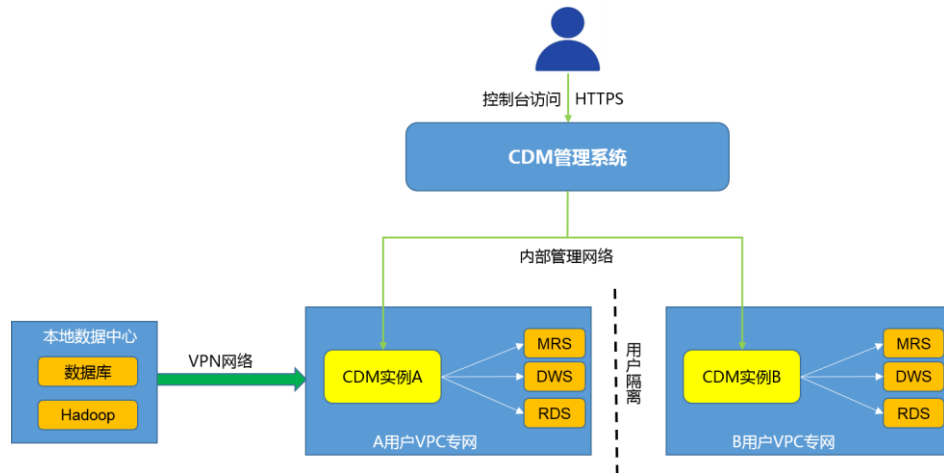 控制台访问 HTTPS
CDM管理系统
内部管理网络
本地数据中心
数据库
Hadoop
VPN网络
CDM实例A
MRS
DWS
RDS
A用户VPC专网
用户隔离
CDM实例B
MRS
DWS
RDS
B用户VPC专网